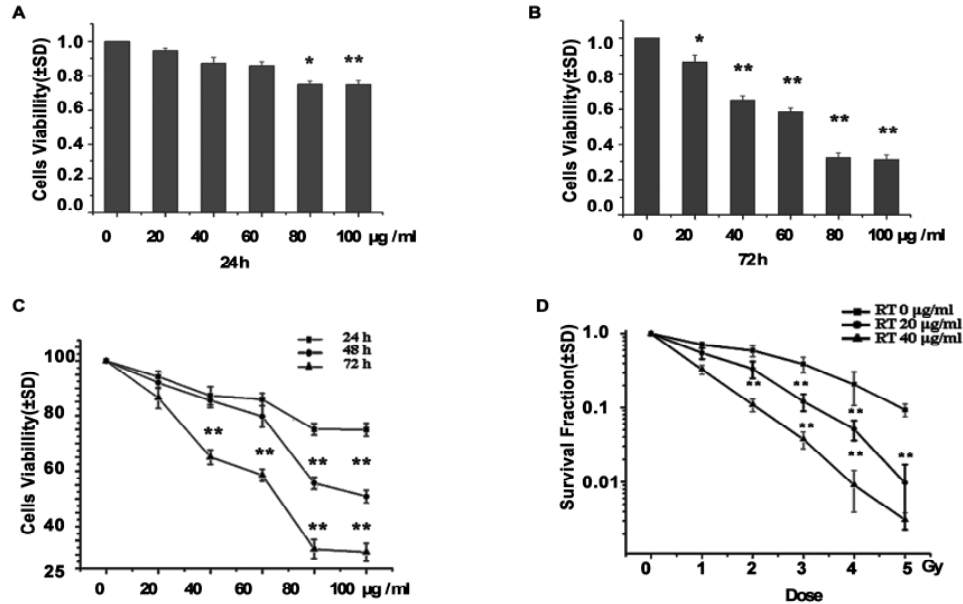 A
Cells Viabillity(±SD)
1.0
0.8
0.6
0.4
0.2
0.0
* **
0 20 40 60 80 100 µg /ml
24h
B
Cells Viabillity(±SD)
1.0
0.8
0.6
0.4
0.2
0.0
* ** ** ** **
0 20 40 60 80 100 µg /ml
72h
C
24 h
48 h
72 h
Cells Viabillity(±SD)
100
80
60
40
25
** ** ** **
** **
0 20 40 60 80 100 µg /ml
D
RT 0 µg/ml
RT 20 µg/ml
RT 40 µg/ml
Survival Fraction(±SD)
1.0
0.1
0.01
** ** ** **
** **
0 1 2 3 4 5 Gy
Dose